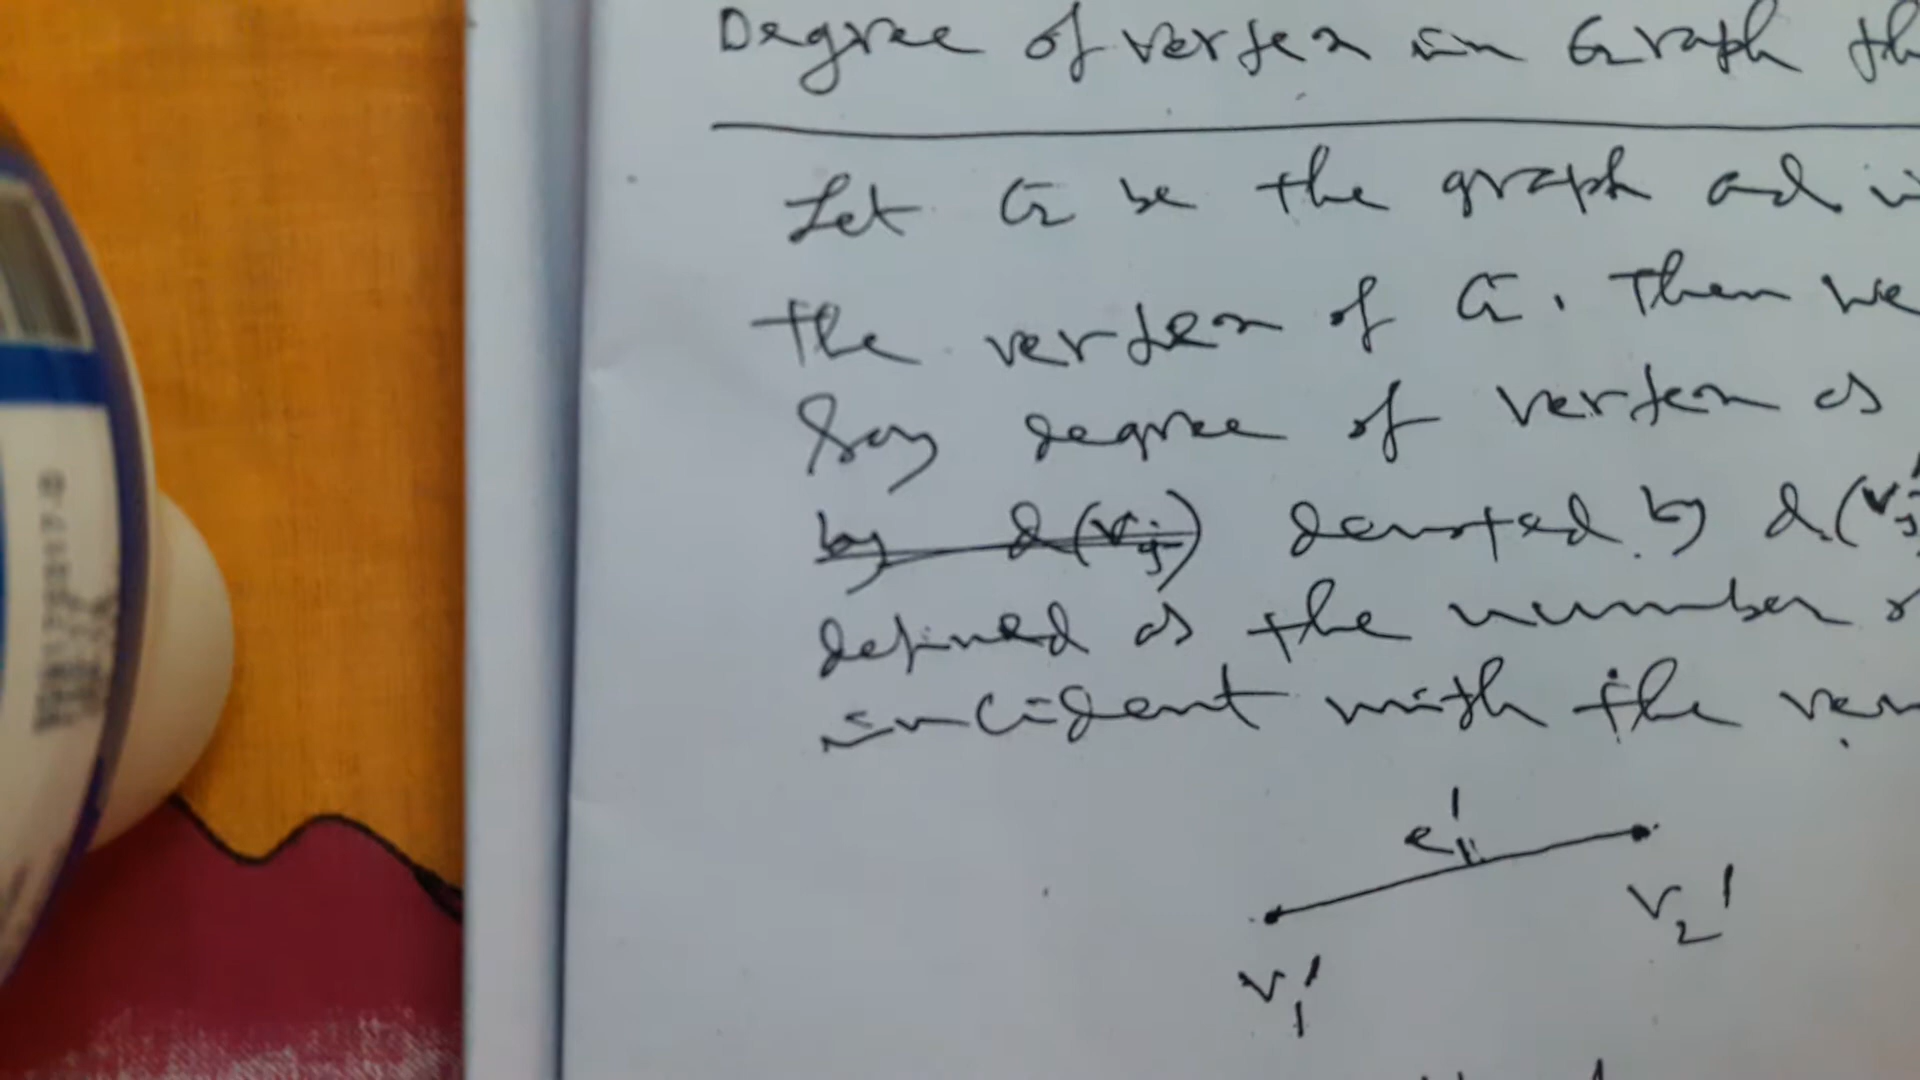 Degree of vertex in Graph th
Let G be the graph ad
the vertex of G. Then we
Say degree of vertex as
by d(vj) denoted by d(vj
defined as the number
incident with the ver
e1'
v2'
v1'